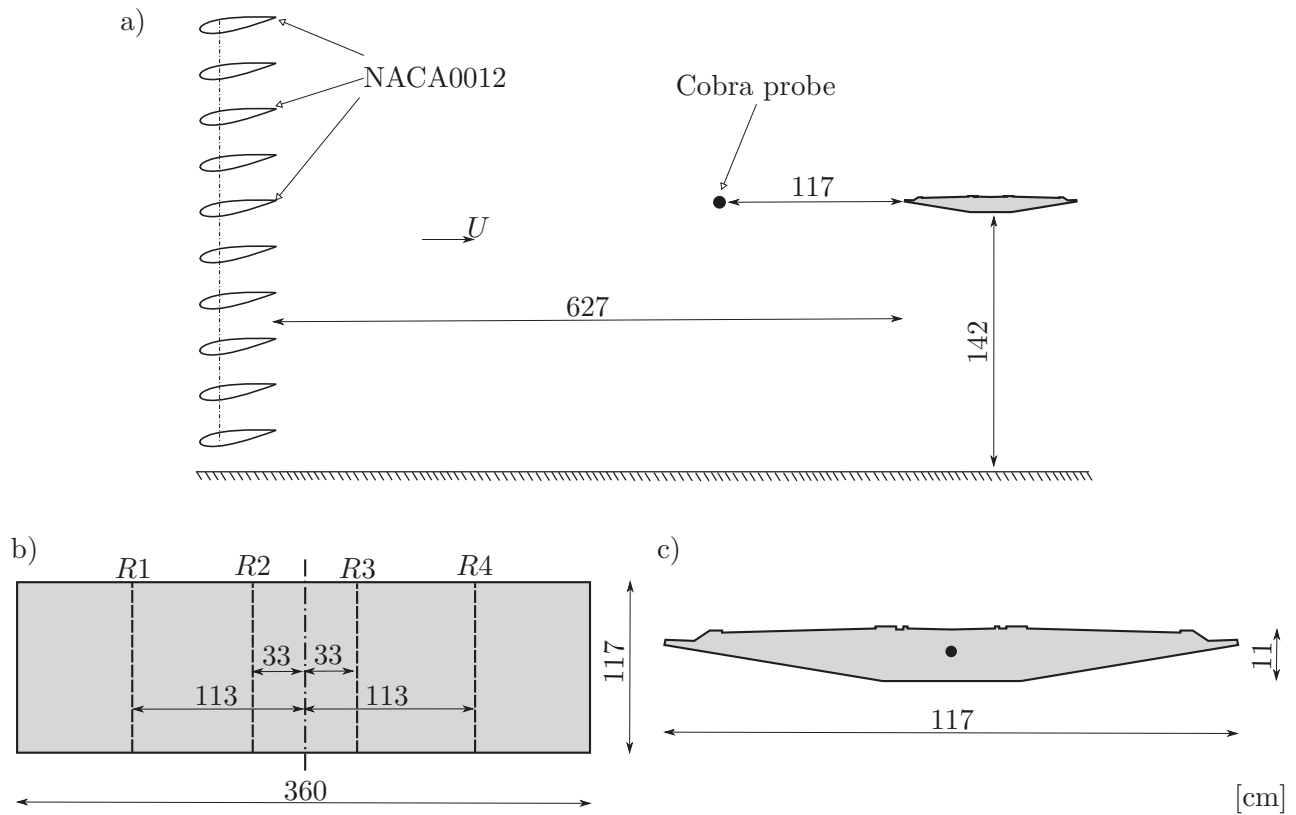 a)
NACA0012
Cobra probe
117
U
627
142
b)
R1 R2 R3 R4
33 33
113 113
117
360
c)
11
117
[cm]